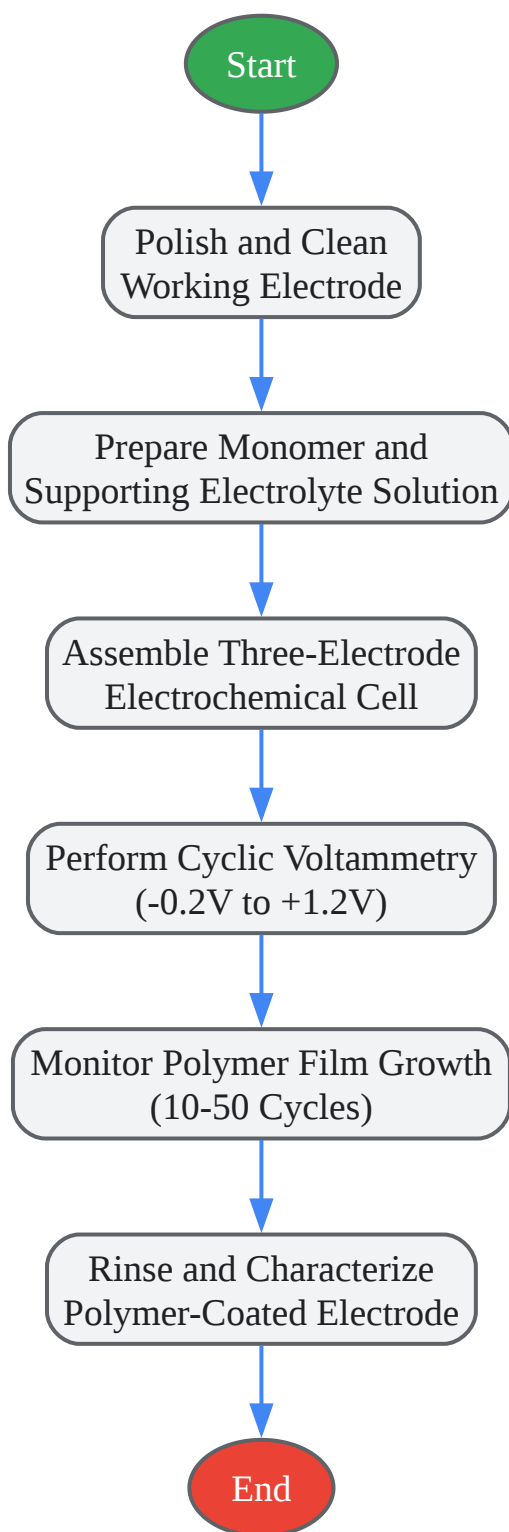 Start
Polish and Clean
Working Electrode
Prepare Monomer and
Supporting Electrolyte Solution
Assemble Three-Electrode
Electrochemical Cell
Perform Cyclic Voltammetry
(-0.2V to +1.2V)
Monitor Polymer Film Growth
(10-50 Cycles)
Rinse and Characterize
Polymer-Coated Electrode
End